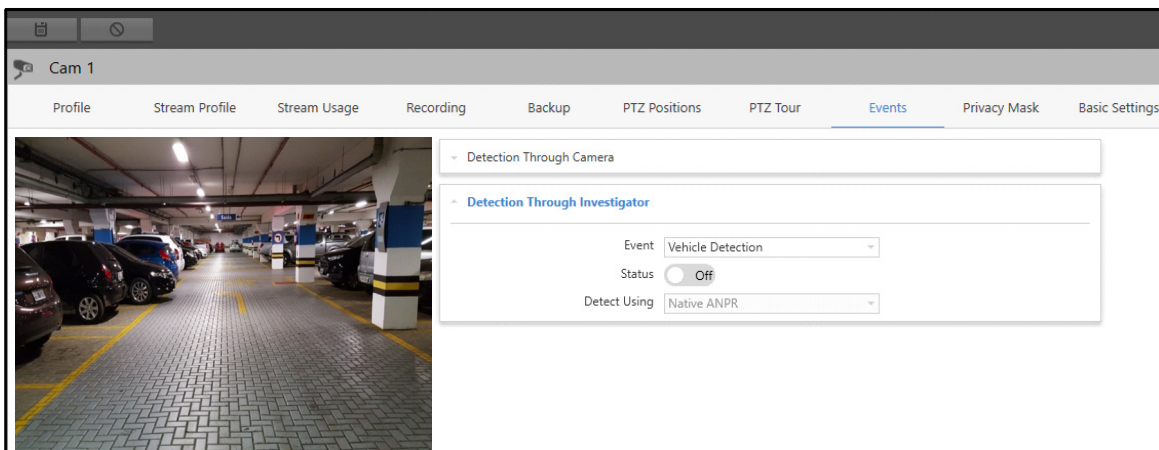 Cam 1
Profile Stream Profile Stream Usage Recording Backup PTZ Positions PTZ Tour Events Privacy Mask Basic Settings
Detection Through Camera
Detection Through Investigator
Event Vehicle Detection
Status Off
Detect Using Native ANPR